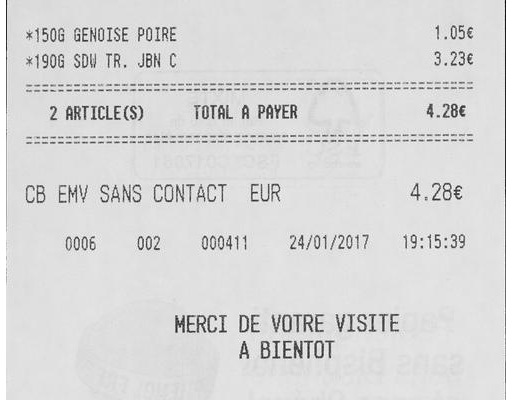 *150G GENOISE POIRE 1.05€
*190G SDW TR. JBN C 3.23€
2 ARTICLE(S) TOTAL A PAYER 4.28€
CB EMV SANS CONTACT EUR 4.28€
0006 002 000411 24/01/2017 19:15:39
MERCI DE VOTRE VISITE
A BIENTOT